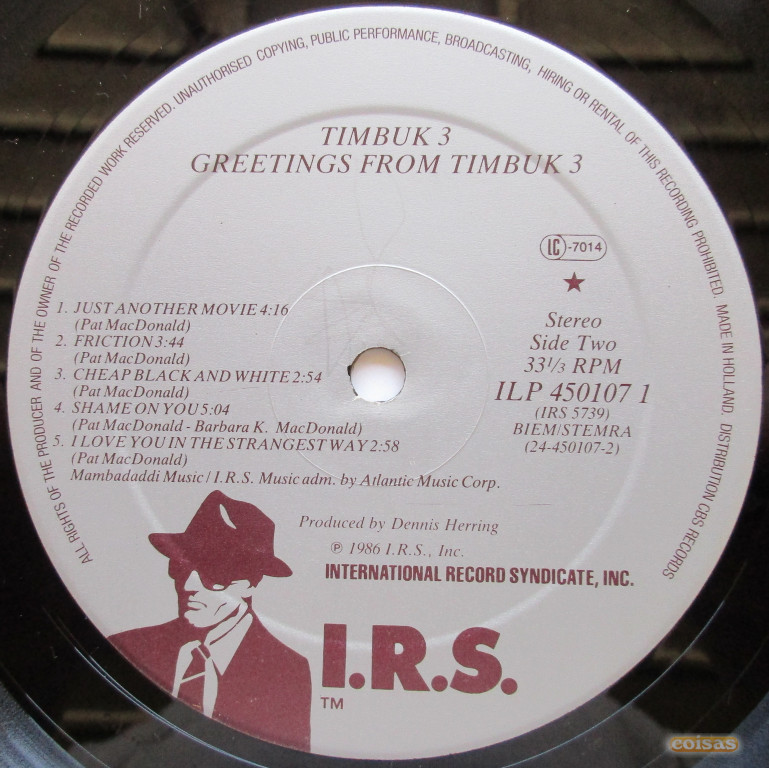 ALL RIGHTS OF THE PRODUCER AND OF THE OWNER OF THE RECORDED WORK RESERVED. UNAUTHORISED COPYING, PUBLIC PERFORMANCE, BROADCASTING, HIRING OR RENTAL OF THIS RECORDING PROHIBITED. MADE IN HOLLAND. DISTRIBUTION CBS RECORDS
TIMBUK 3
GREETINGS FROM TIMBUK 3
LC-7014
1. JUST ANOTHER MOVIE 4:16
(Pat MacDonald)
2. FRICTION 3:44
(Pat MacDonald)
3. CHEAP BLACK AND WHITE 2:54
(Pat MacDonald)
4. SHAME ON YOU 5:04
(Pat MacDonald - Barbara K. MacDonald)
5. I LOVE YOU IN THE STRANGEST WAY 2:58
(Pat MacDonald)
Mambadaddi Music / I.R.S. Music adm. by Atlantic Music Corp.
Stereo
Side Two
33 1/3 RPM
ILP 450107 1
(IRS 5739)
BIEM/STEMRA
(24-450107-2)
Produced by Dennis Herring
℗ 1986 I.R.S., Inc.
INTERNATIONAL RECORD SYNDICATE, INC.
I.R.S.
TM
coisas